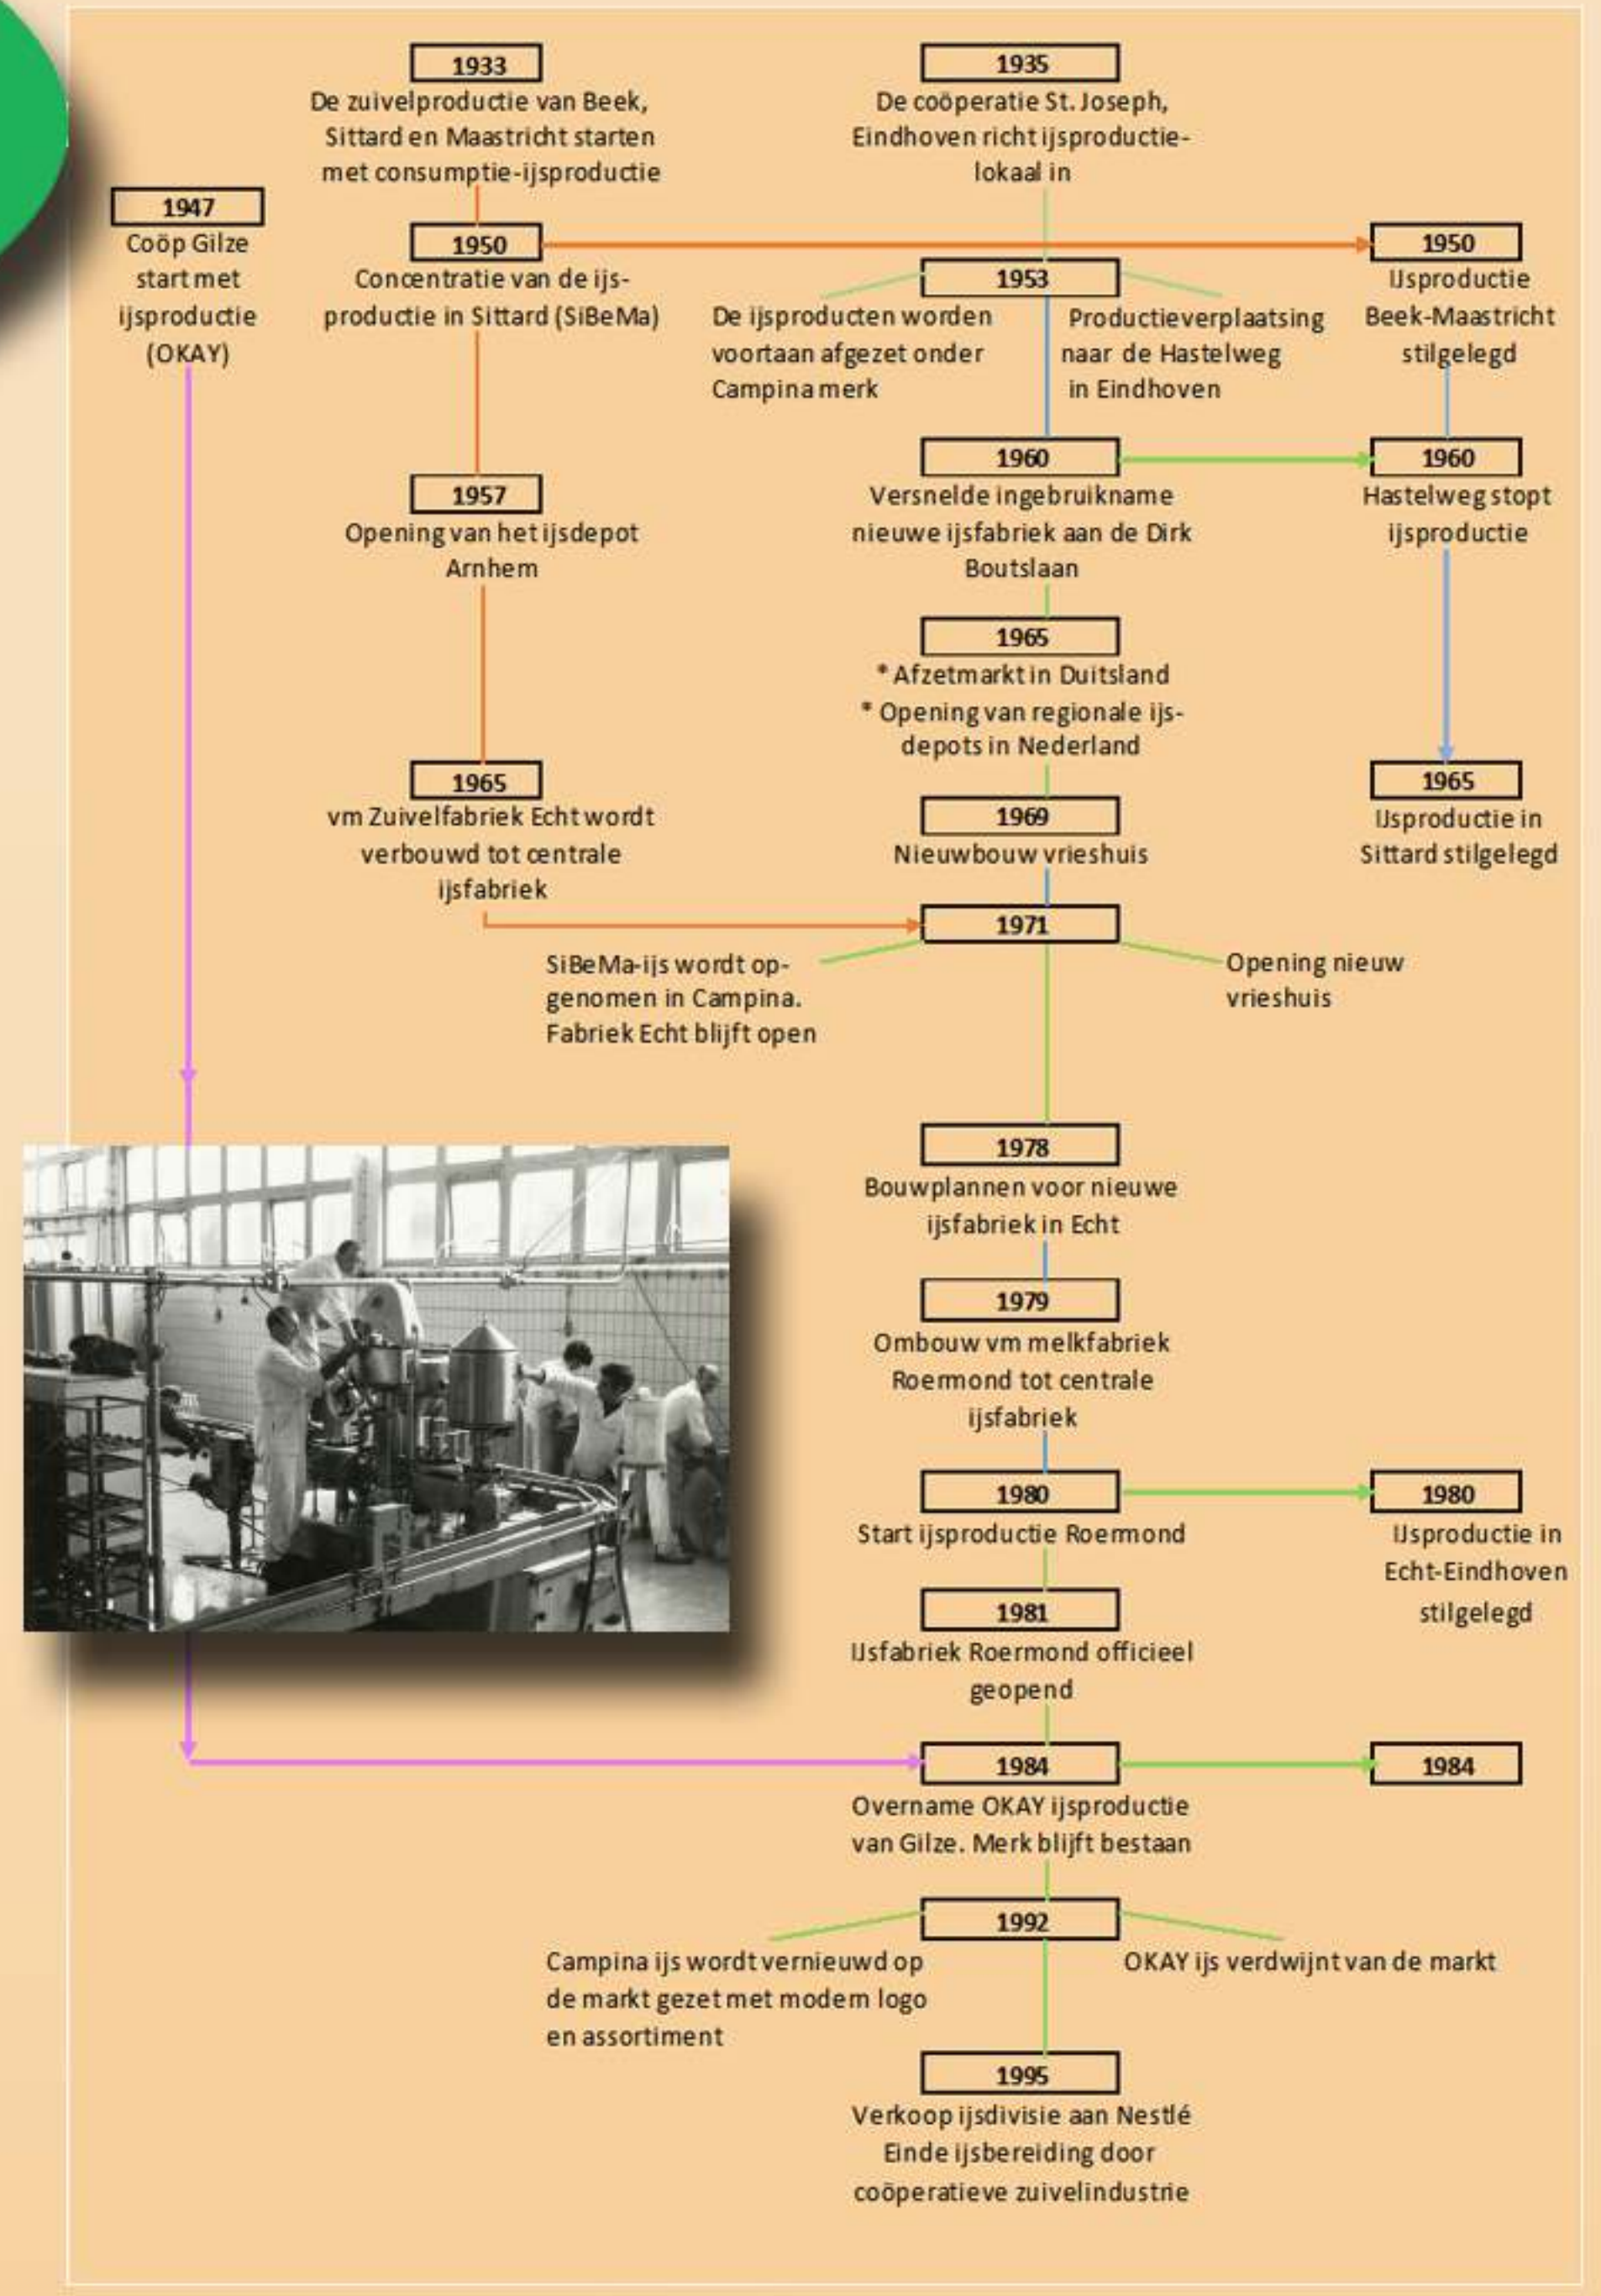 1933
De zuivelproductie van Beek,
Sittard en Maastricht starten
met consumptie-ijsproductie
1935
De coöperatie St. Joseph,
Eindhoven richt ijsproductie-
lokaal in
1947
Coöp Gilze
start met
ijsproductie
(OKAY)
1950
Concentratie van de ijs-
productie in Sittard (SiBeMa)
1950
IJsproductie
Beek-Maastricht
stilgelegd
1953
De ijsproducten worden
voortaan afgezet onder
Campina merk
Productieverplaatsing
naar de Hastelweg
in Eindhoven
1957
Opening van het ijsdepot
Arnhem
1960
Versnelde ingebruikname
nieuwe ijsfabriek aan de Dirk
Boutslaan
1960
Hastelweg stopt
ijsproductie
1965
* Afzetmarkt in Duitsland
* Opening van regionale ijs-
depots in Nederland
1965
vm Zuivelfabriek Echt wordt
verbouwd tot centrale
ijsfabriek
1965
IJsproductie in
Sittard stilgelegd
1969
Nieuwbouw vrieshuis
1971
SiBeMa-ijs wordt op-
genomen in Campina.
Fabriek Echt blijft open
Opening nieuw
vrieshuis
1978
Bouwplannen voor nieuwe
ijsfabriek in Echt
1979
Ombouw vm melkfabriek
Roermond tot centrale
ijsfabriek
1980
Start ijsproductie Roermond
1980
IJsproductie in
Echt-Eindhoven
stilgelegd
1981
IJsfabriek Roermond officieel
geopend
1984
Overname OKAY ijsproductie
van Gilze. Merk blijft bestaan
1984
1992
Campina ijs wordt vernieuwd op
de markt gezet met modern logo
en assortiment
OKAY ijs verdwijnt van de markt
1995
Verkoop ijsdivisie aan Nestlé
Einde ijsbereiding door
coöperatieve zuivelindustrie